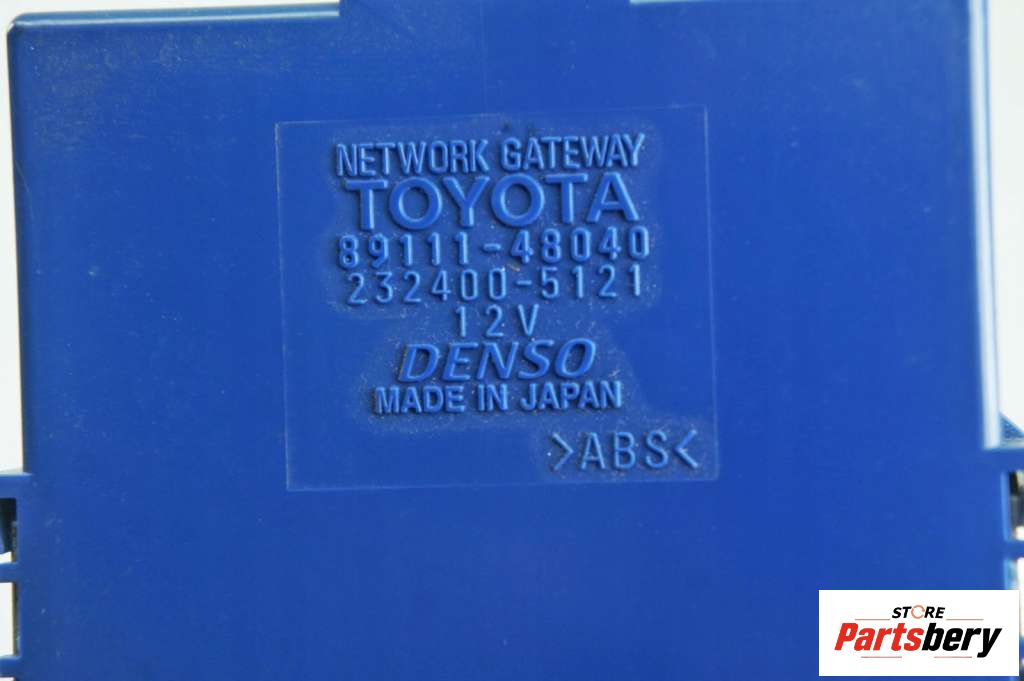 NETWORK GATEWAY
TOYOTA
89111-48040
232400-5121
12V
DENSO
MADE IN JAPAN
>ABS<
STORE
Partsbery